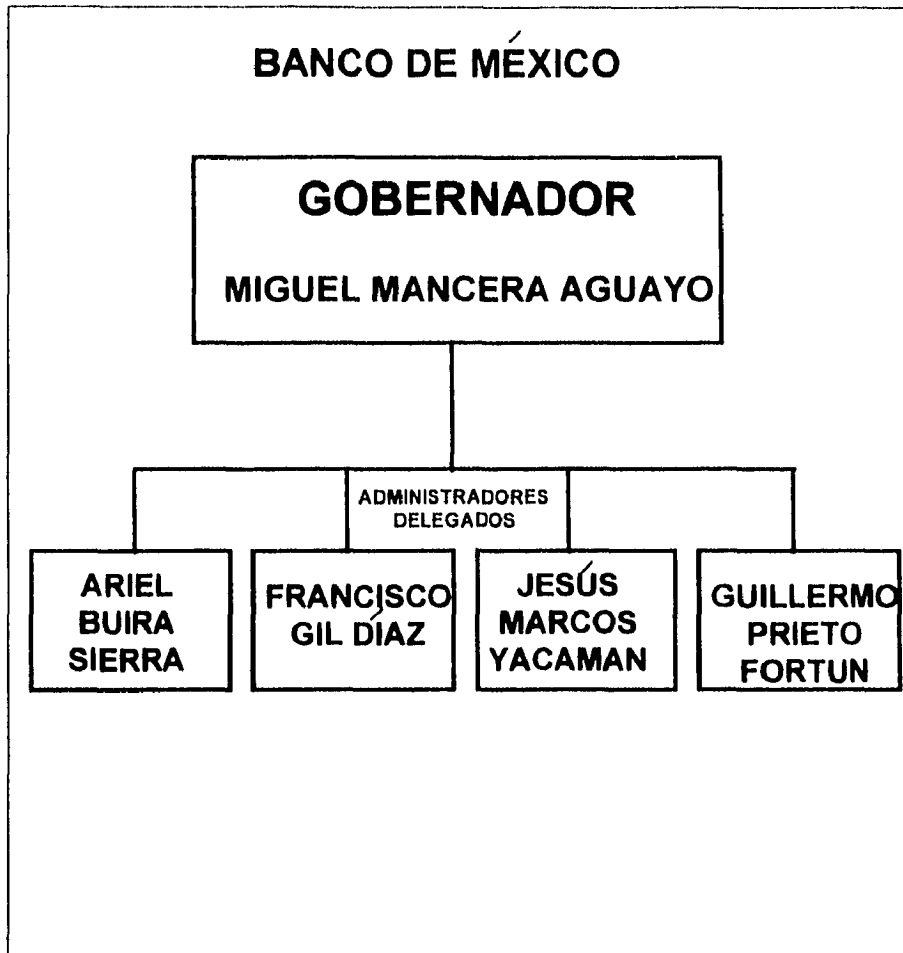 BANCO DE MÉXICO
GOBERNADOR
MIGUEL MANCERA AGUAYO
ADMINISTRADORES
DELEGADOS
ARIEL
BUIRA
SIERRA
FRANCISCO
GIL DÍAZ
JESÚS
MARCOS
YACAMAN
GUILLERMO
PRIETO
FORTUN